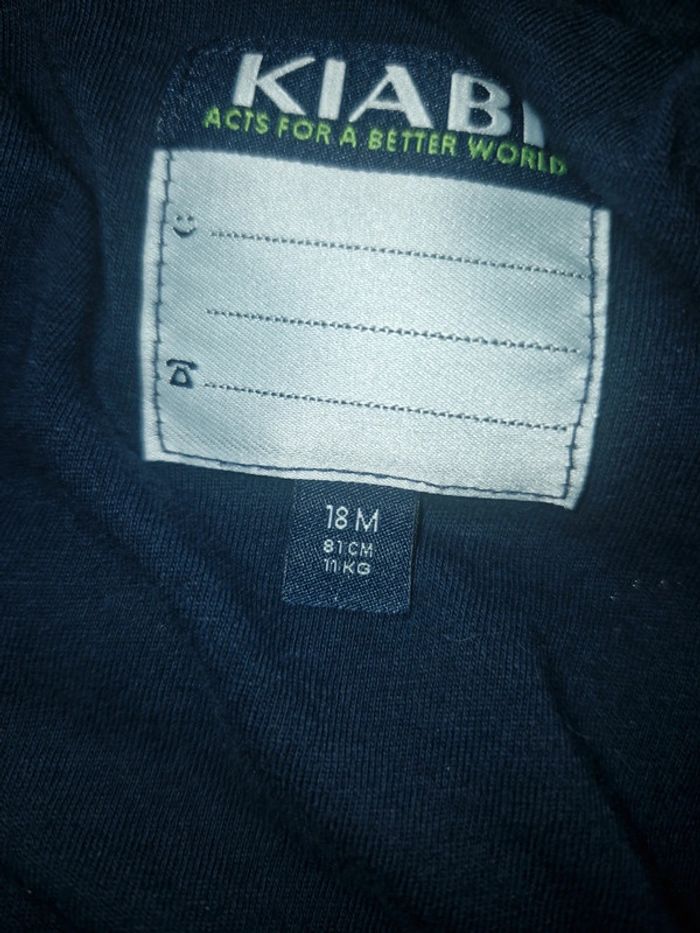 KIABI
ACTS FOR A BETTER WORLD
18 M
81 CM
11 KG